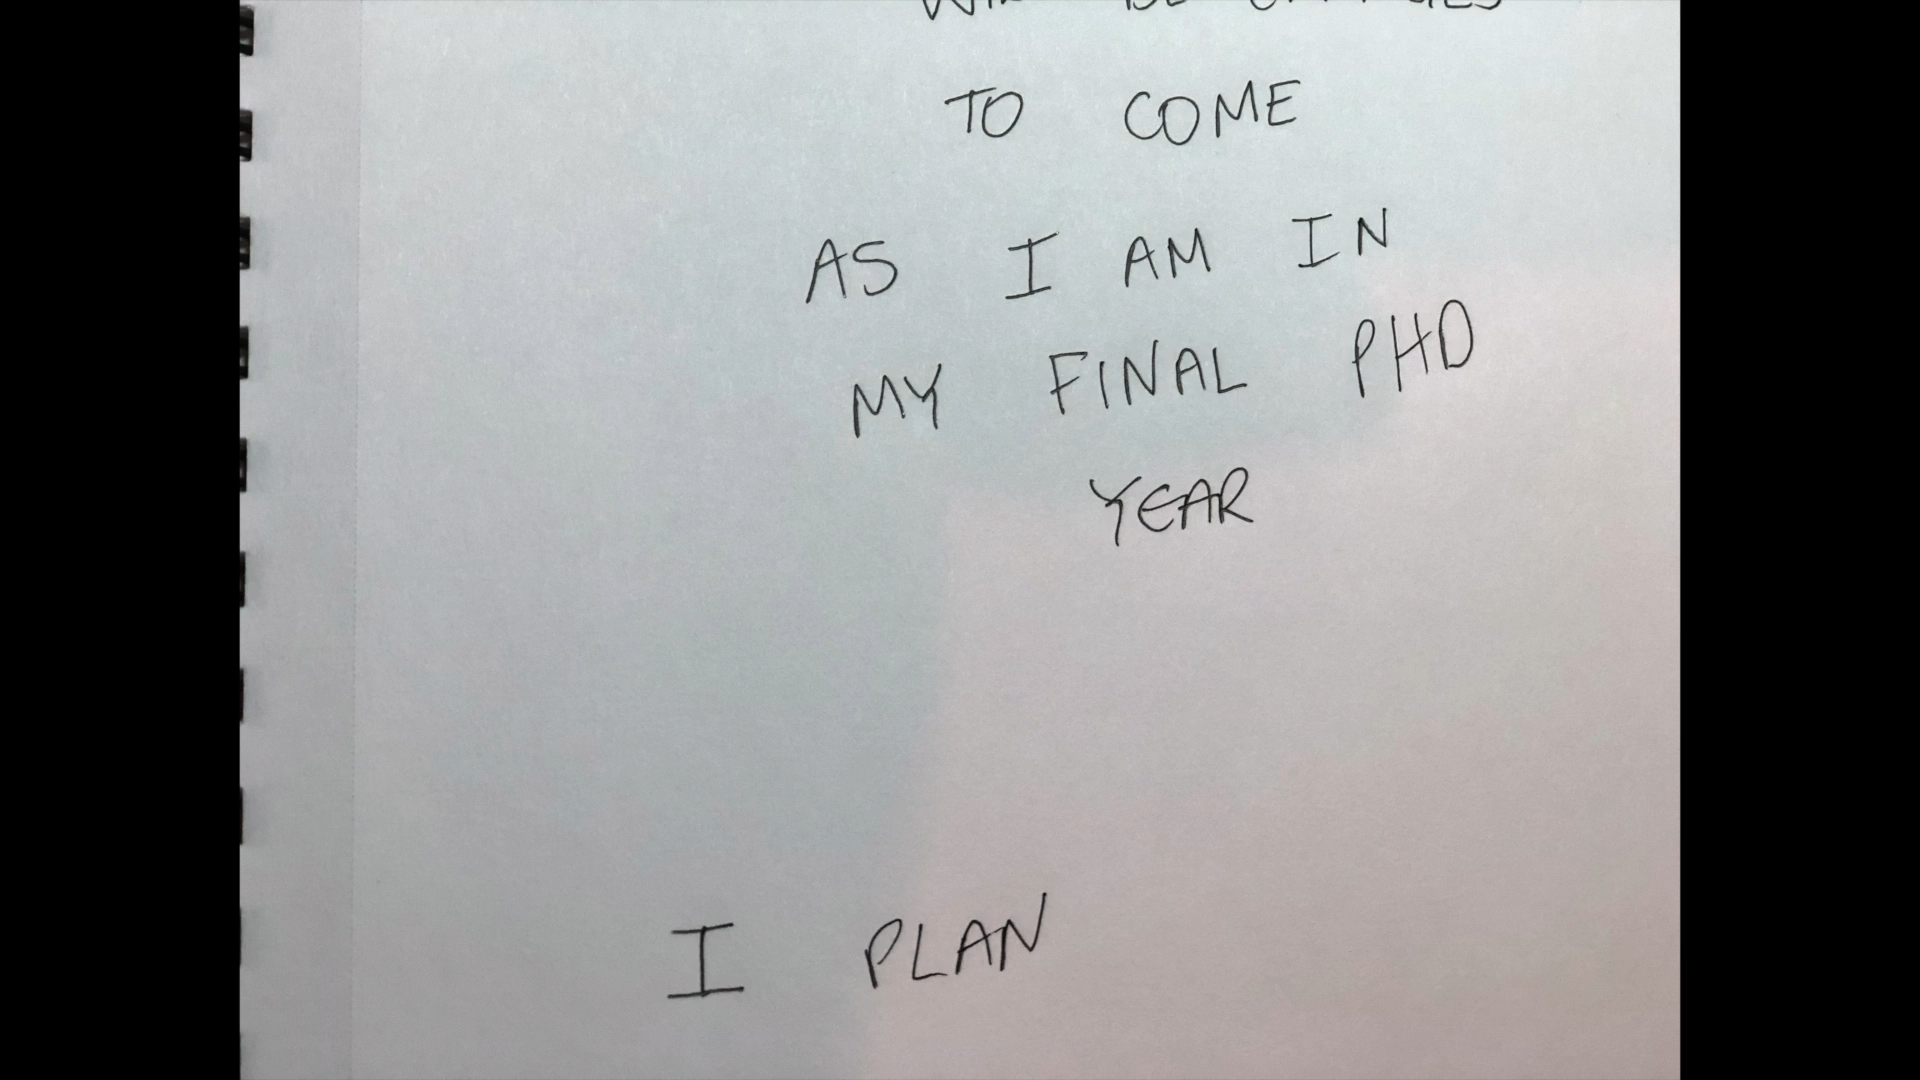 TO COME
AS I AM IN
MY FINAL PHD
YEAR
I PLAN